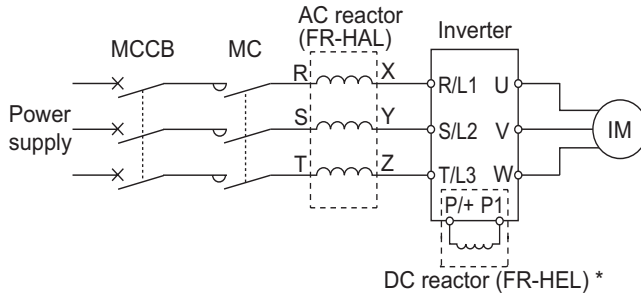 AC reactor
(FR-HAL)
Inverter
MCCB
MC
R
X
R/L1
U
Power
supply
S
Y
S/L2
V
IM
T
Z
T/L3
W
P/+
P1
DC reactor (FR-HEL) *